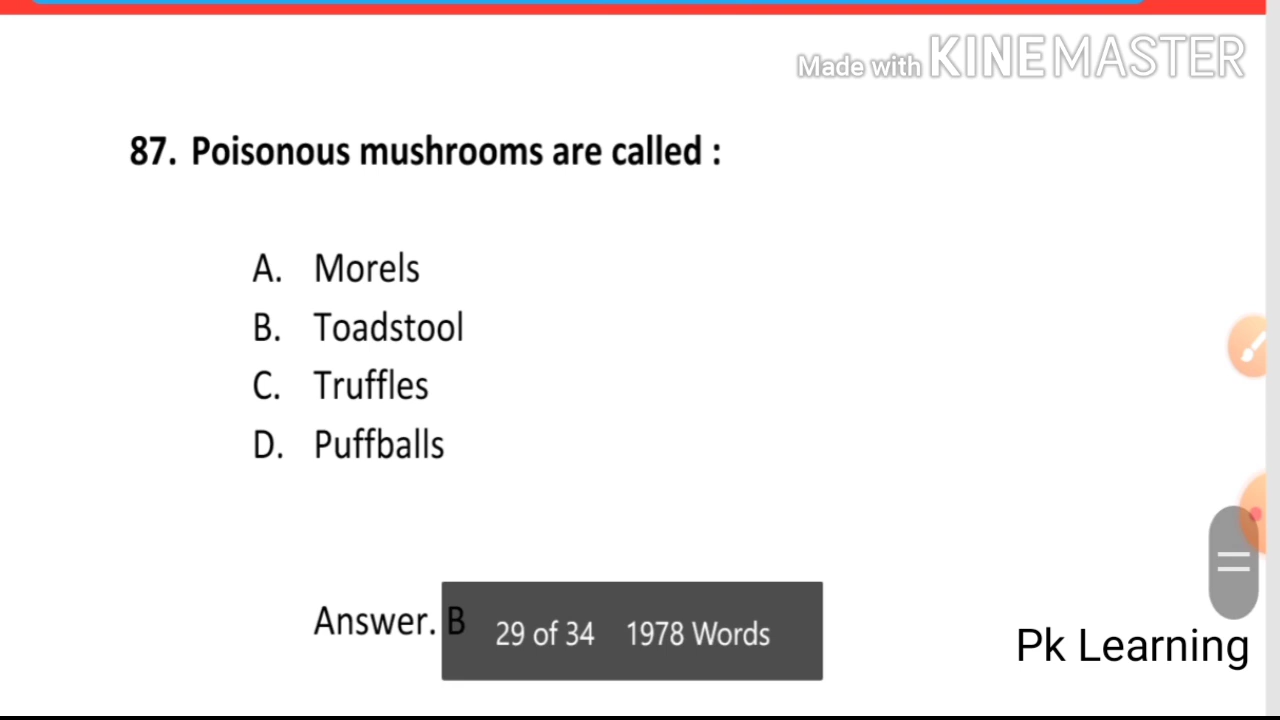 Made with KINEMASTER
87. Poisonous mushrooms are called :
A. Morels
B. Toadstool
C. Truffles
D. Puffballs
Answer. B
29 of 34 1978 Words
Pk Learning